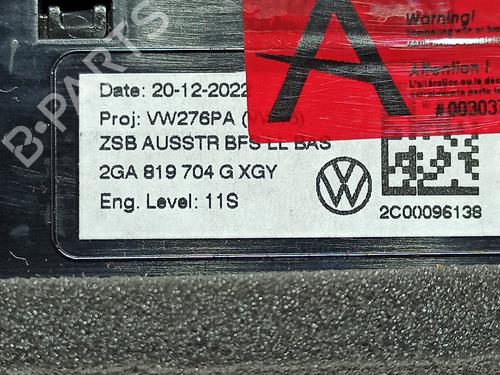 Warning!
A
Attention !
#00303
Date: 20-12-2022
Proj: VW276PA
ZSB AUSSTR BFS LL BAS
2GA 819 704 G XGY
Eng. Level: 11S
2C00096138
B-PARTS